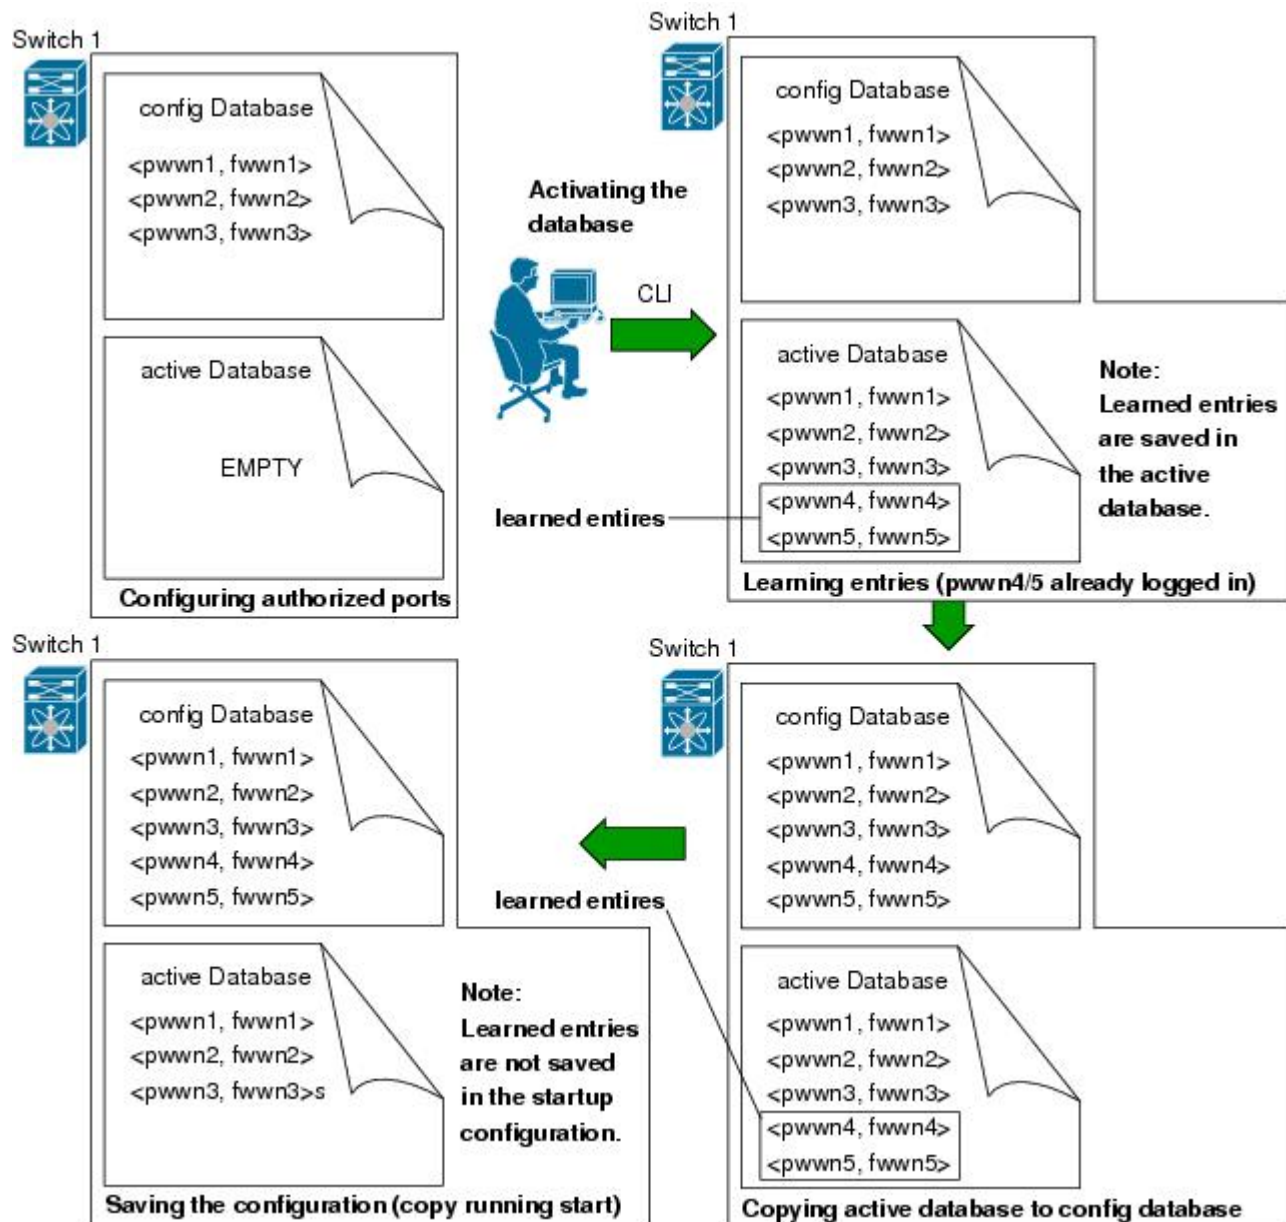 Switch 1
config Database
<pwwn1, fwwn1>
<pwwn2, fwwn2>
<pwwn3, fwwn3>
active Database
EMPTY
Configuring authorized ports
Activating the
database
CLI
Switch 1
config Database
<pwwn1, fwwn1>
<pwwn2, fwwn2>
<pwwn3, fwwn3>
active Database
<pwwn1, fwwn1>
<pwwn2, fwwn2>
<pwwn3, fwwn3>
<pwwn4, fwwn4>
<pwwn5, fwwn5>
learned entires
Note:
Learned entries
are saved in
the active
database.
Learning entries (pwwn4/5 already logged in)
Switch 1
config Database
<pwwn1, fwwn1>
<pwwn2, fwwn2>
<pwwn3, fwwn3>
<pwwn4, fwwn4>
<pwwn5, fwwn5>
active Database
<pwwn1, fwwn1>
<pwwn2, fwwn2>
<pwwn3, fwwn3>s
Note:
Learned entries
are not saved
in the startup
configuration.
Saving the configuration (copy running start)
Switch 1
config Database
<pwwn1, fwwn1>
<pwwn2, fwwn2>
<pwwn3, fwwn3>
<pwwn4, fwwn4>
<pwwn5, fwwn5>
learned entires
active Database
<pwwn1, fwwn1>
<pwwn2, fwwn2>
<pwwn3, fwwn3>
<pwwn4, fwwn4>
<pwwn5, fwwn5>
Copying active database to config database